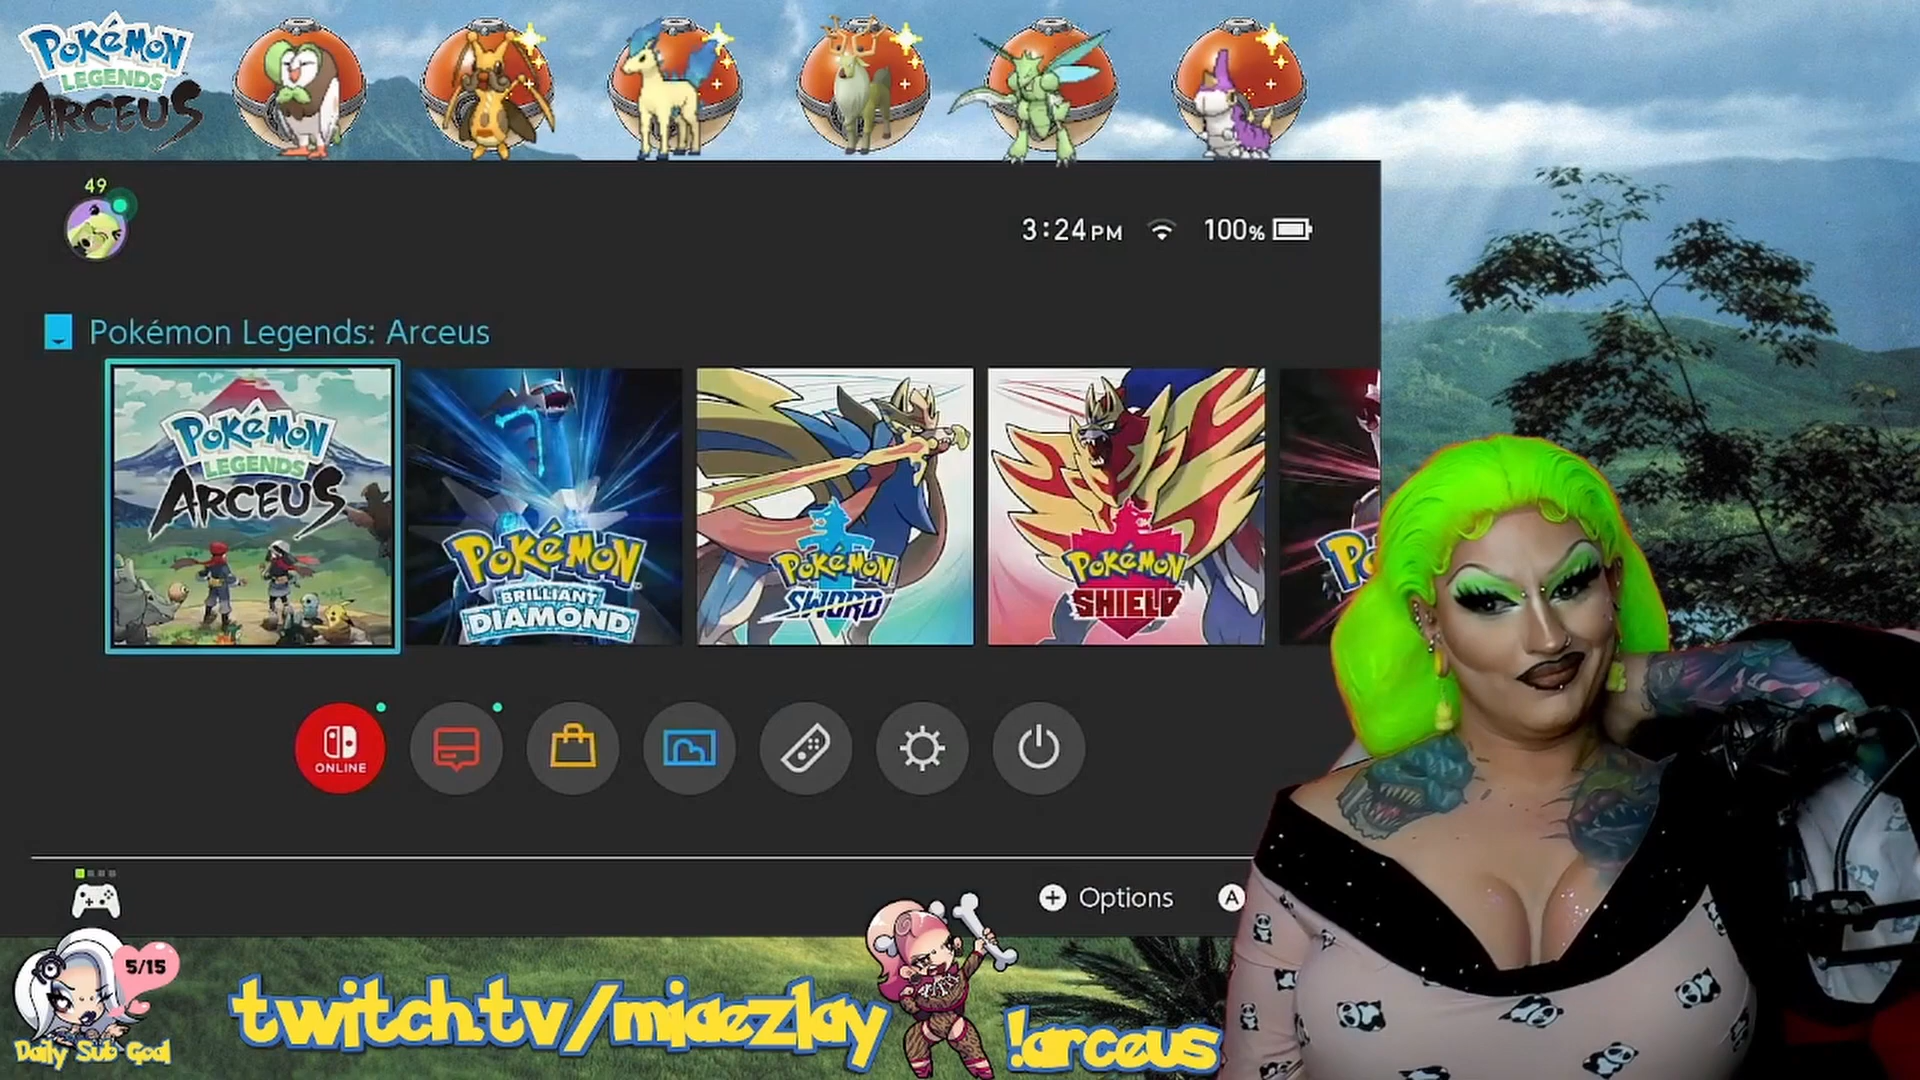 POKéMON
LEGENDS
ARCEUS
49
3:24 PM 100%
Pokémon Legends: Arceus
POKéMON
LEGENDS
ARCEUS
POKéMON
BRILLIANT
DIAMOND
POKéMON
SWORD
POKéMON
SHIELD
ONLINE
+ Options A
5/15
Daily Sub Goal
twitch.tv/miaezlay
!arceus